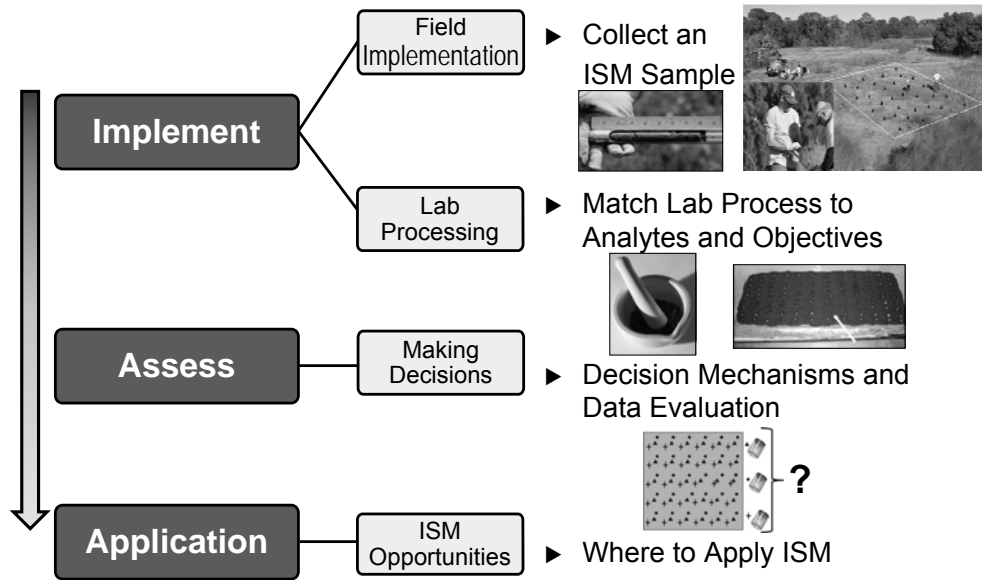 Implement
Field
Implementation
► Collect an
ISM Sample
Lab
Processing
► Match Lab Process to
Analytes and Objectives
Assess
Making
Decisions
► Decision Mechanisms and
Data Evaluation
?
Application
ISM
Opportunities
► Where to Apply ISM